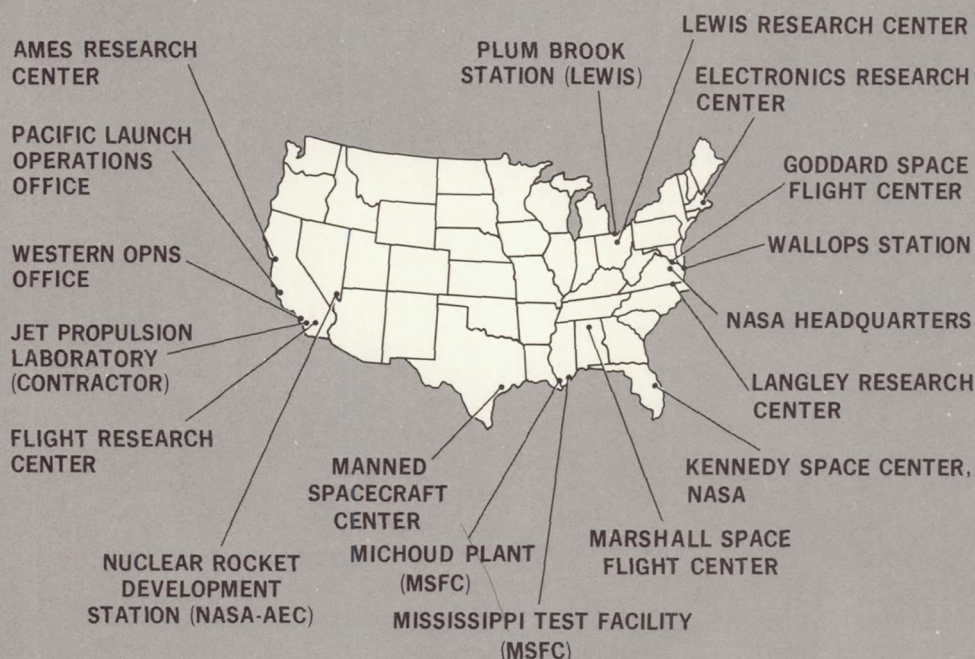 AMES RESEARCH
CENTER
PACIFIC LAUNCH
OPERATIONS
OFFICE
WESTERN OPNS
OFFICE
JET PROPULSION
LABORATORY
(CONTRACTOR)
FLIGHT RESEARCH
CENTER
NUCLEAR ROCKET
DEVELOPMENT
STATION (NASA-AEC)
MANNED
SPACECRAFT
CENTER
MICHOUD PLANT
(MSFC)
MISSISSIPPI TEST FACILITY
(MSFC)
MARSHALL SPACE
FLIGHT CENTER
PLUM BROOK
STATION (LEWIS)
LEWIS RESEARCH CENTER
ELECTRONICS RESEARCH
CENTER
GODDARD SPACE
FLIGHT CENTER
WALLOPS STATION
NASA HEADQUARTERS
LANGLEY RESEARCH
CENTER
KENNEDY SPACE CENTER,
NASA